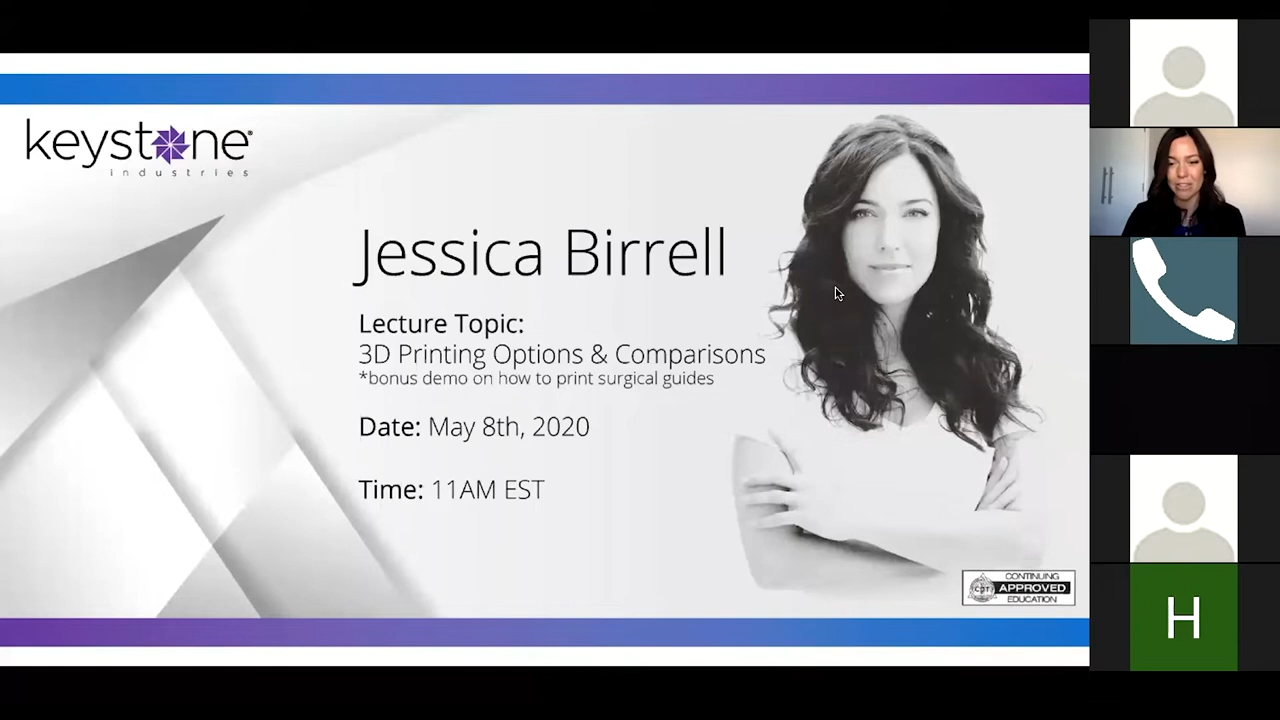 keystone®
industries
Jessica Birrell
Lecture Topic:
3D Printing Options & Comparisons
*bonus demo on how to print surgical guides
Date: May 8th, 2020
Time: 11AM EST
CONTINUING
APPROVED
EDUCATION
H